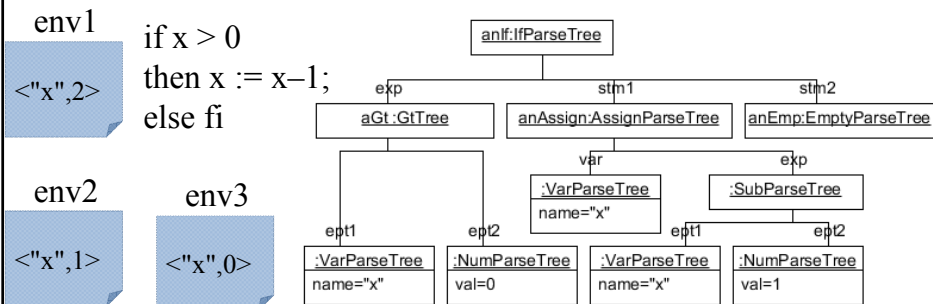 env1
<"x",2>
if x > 0
then x := x–1;
else fi
env2
<"x",1>
env3
<"x",0>
anIf:IfParseTree
exp
stm1
stm2
aGt :GtTree
anAssign:AssignParseTree
anEmp:EmptyParseTree
var
exp
:VarParseTree
name="x"
:SubParseTree
ept1
ept2
ept1
ept2
:VarParseTree
name="x"
:NumParseTree
val=0
:VarParseTree
name="x"
:NumParseTree
val=1